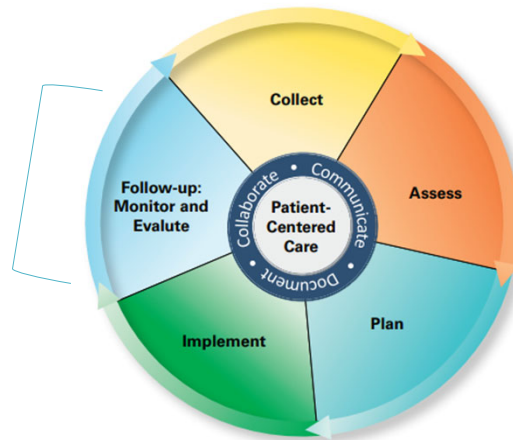 Collect
Assess
Plan
Implement
Follow-up:
Monitor and
Evalute
Collaborate • Communicate • Document •
Patient-
Centered
Care